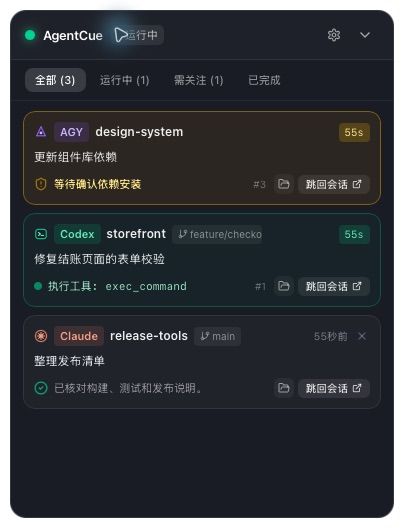 AgentCue 运行中
全部 (3) 运行中 (1) 需关注 (1) 已完成
AGY design-system 55s
更新组件库依赖
等待确认依赖安装 #3 跳回会话
Codex storefront feature/checko 55s
修复结账页面的表单校验
执行工具: exec_command #1 跳回会话
Claude release-tools main 55秒前
整理发布清单
已核对构建、测试和发布说明。 跳回会话